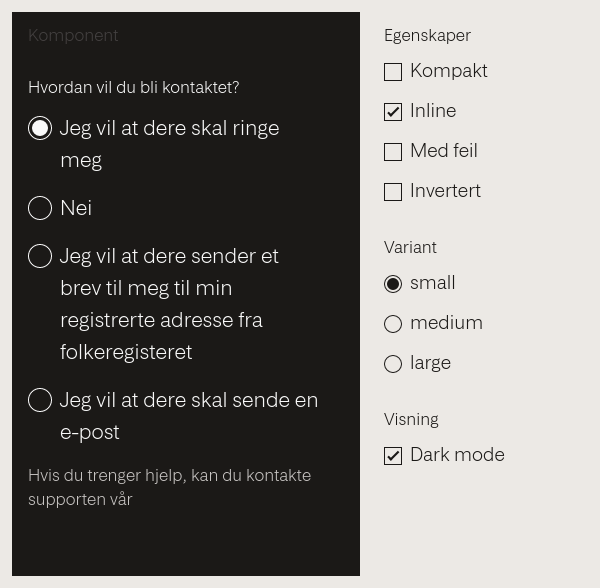 Komponent
Hvordan vil du bli kontaktet?
Jeg vil at dere skal ringe
meg
Nei
Jeg vil at dere sender et
brev til meg til min
registrerte adresse fra
folkeregisteret
Jeg vil at dere skal sende en
e-post
Hvis du trenger hjelp, kan du kontakte
supporten vår
Egenskaper
Kompakt
Inline
Med feil
Invertert
Variant
small
medium
large
Visning
Dark mode